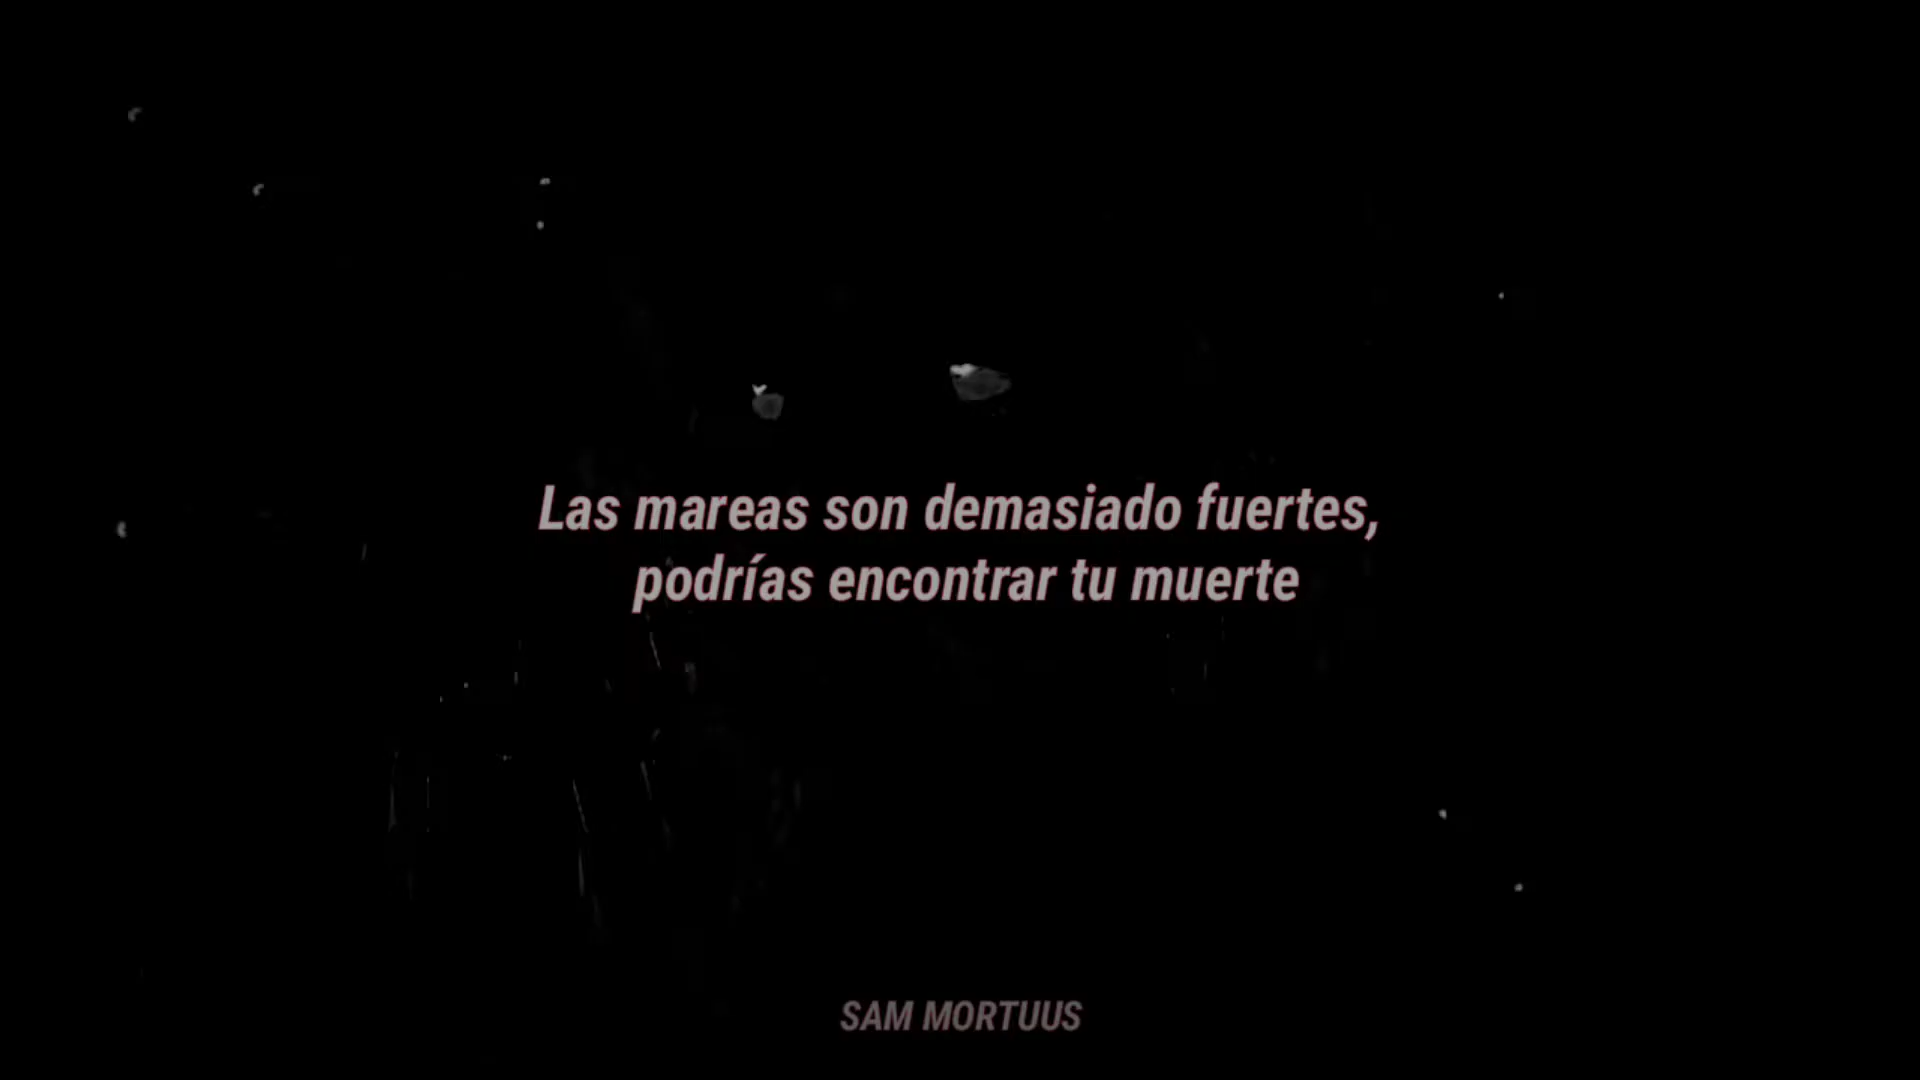 Las mareas son demasiado fuertes,
podrías encontrar tu muerte
SAM MORTUUS